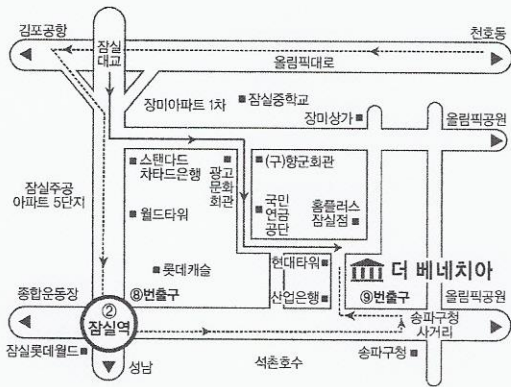 김포공항
잠실
대교
천호동
올림픽대로
장미아파트 1차
잠실중학교
장미상가
올림픽공원
스탠다드
차타드은행
광고
문화
회관
(구)향군회관
잠실주공
아파트 5단지
월드타워
국민
연금
공단
홈플러스
잠실점
롯데캐슬
현대타워
더 베네치아
종합운동장
⑧번출구
산업은행
⑨번출구
올림픽공원
②
잠실역
송파구청
사거리
잠실롯데월드
성남
석촌호수
송파구청